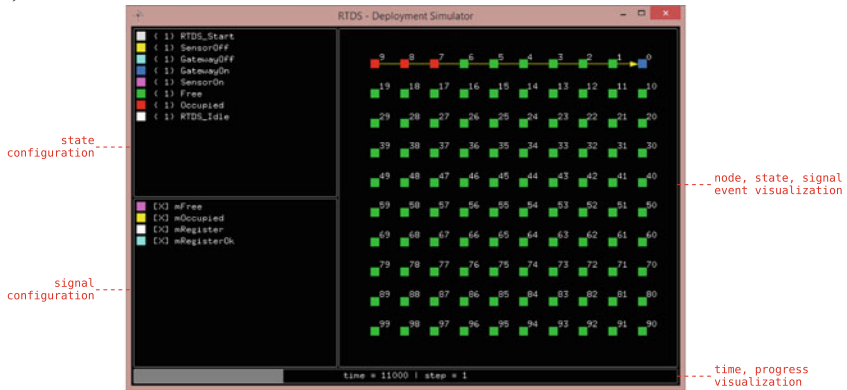 RTDS - Deployment Simulator
( 1) RTDS_Start
( 1) SensorOff
( 1) GatewayOff
( 1) GatewayOn
( 1) SensorOn
( 1) Free
( 1) Occupied
( 1) RTDS_Idle
state
configuration
[X] mFree
[X] mOccupied
[X] mRegister
[X] mRegisterOk
signal
configuration
9 8 7 6 5 4 3 2 1 0
19 18 17 16 15 14 13 12 11 10
29 28 27 26 25 24 23 22 21 20
39 38 37 36 35 34 33 32 31 30
49 48 47 46 45 44 43 42 41 40
59 58 57 56 55 54 53 52 51 50
69 68 67 66 65 64 63 62 61 60
79 78 77 76 75 74 73 72 71 70
89 88 87 86 85 84 83 82 81 80
99 98 97 96 95 94 93 92 91 90
node, state, signal
event visualization
time = 11000 | step = 1
time, progress
visualization